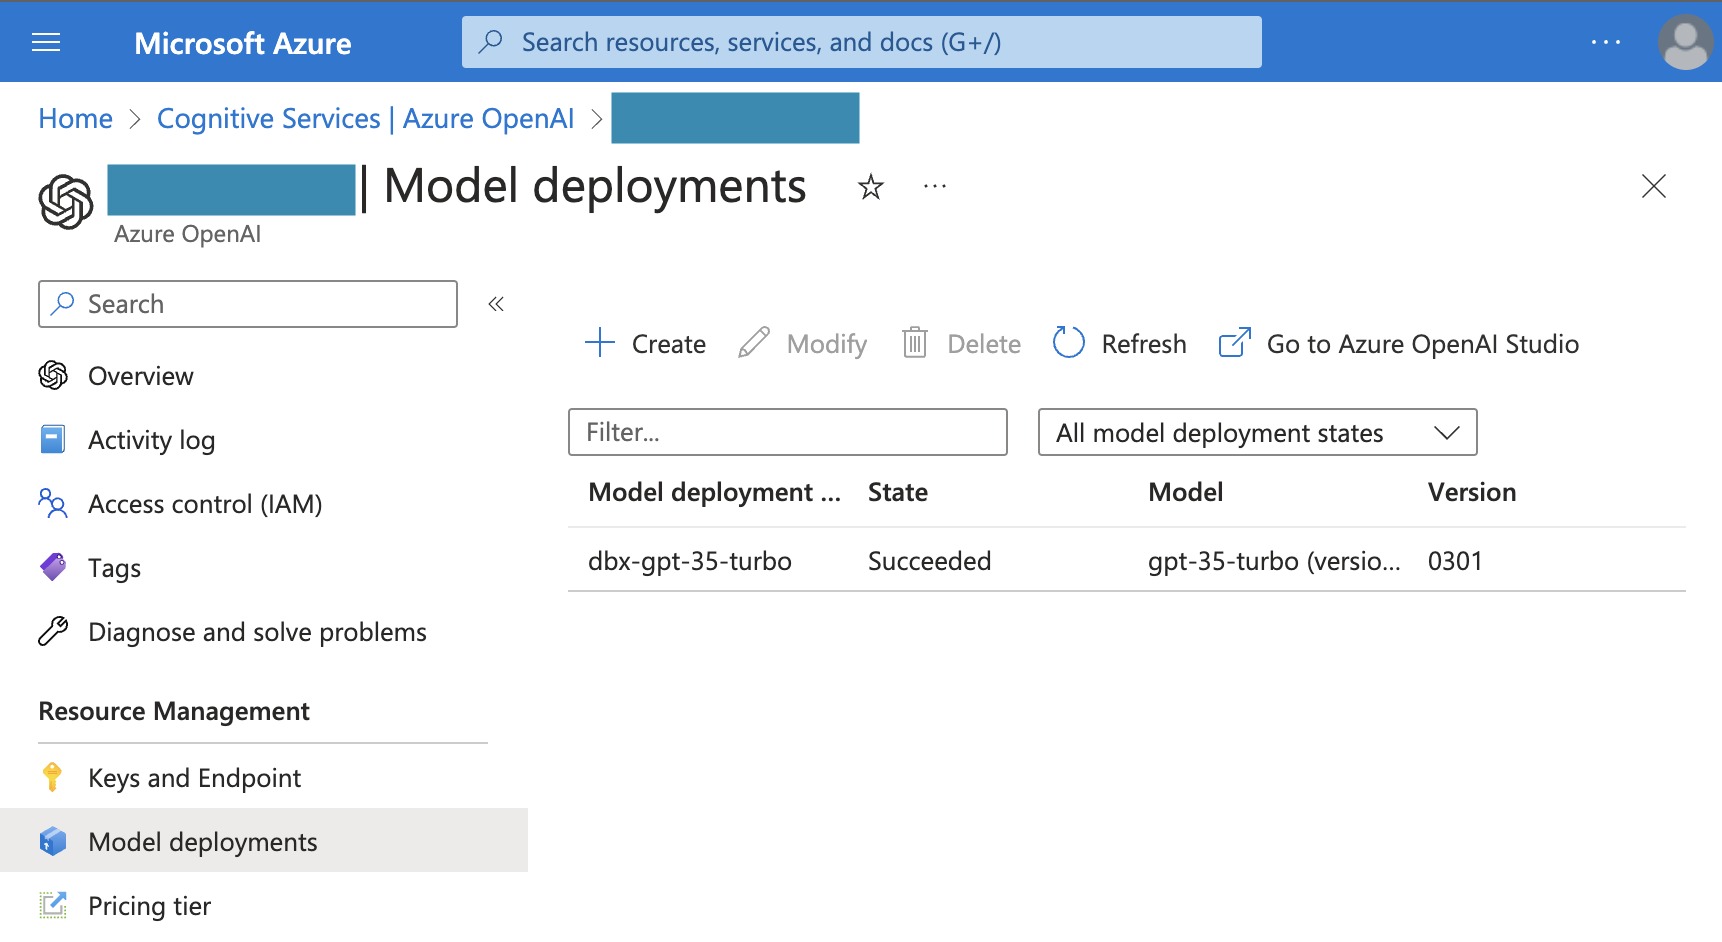 Microsoft Azure
Search resources, services, and docs (G+/)
...
Home > Cognitive Services | Azure OpenAI >
| Model deployments
...
Azure OpenAI
Search
«
Overview
Activity log
Access control (IAM)
Tags
Diagnose and solve problems
Resource Management
Keys and Endpoint
Model deployments
Pricing tier
Create Modify Delete Refresh Go to Azure OpenAI Studio
Filter...
All model deployment states
Model deployment ... State Model Version
dbx-gpt-35-turbo Succeeded gpt-35-turbo (versio... 0301